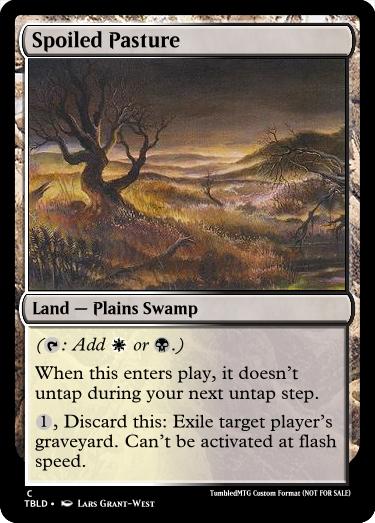 Spoiled Pasture
Land — Plains Swamp
(: Add or .)
When this enters play, it doesn't
untap during your next untap step.
1, Discard this: Exile target player's
graveyard. Can't be activated at flash
speed.
C
TBLD • Lars Grant-West
TumbledMTG Custom Format (NOT FOR SALE)